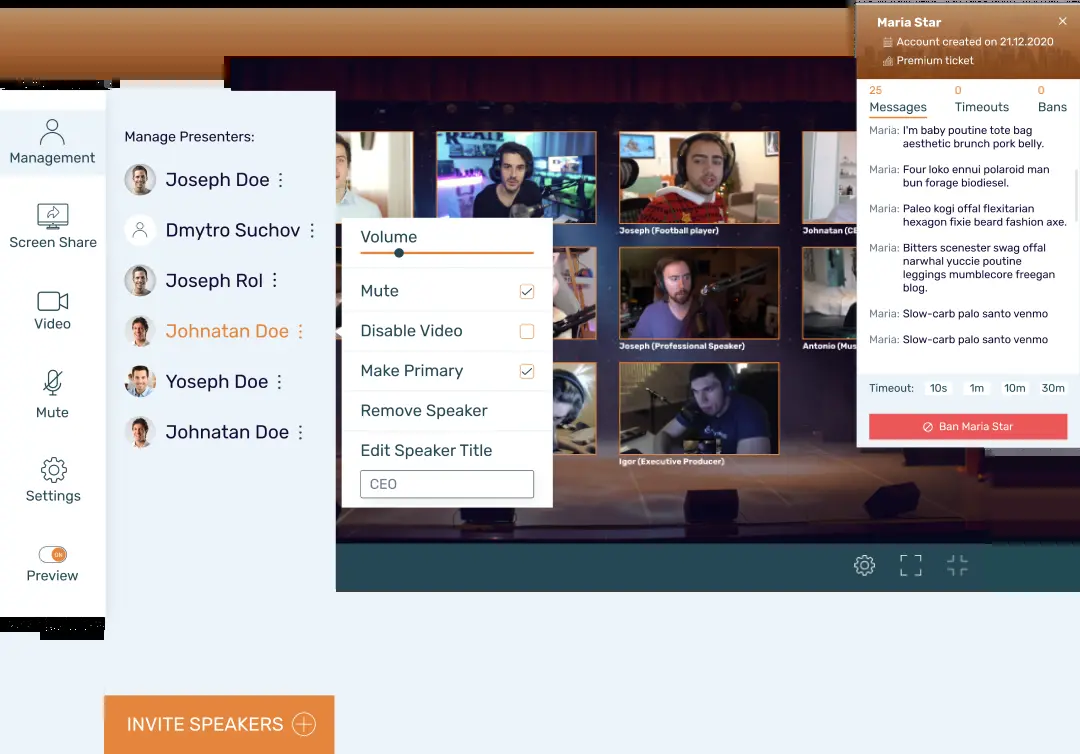 Maria Star
Account created on 21.12.2020
Premium ticket
25
0
0
Messages
Timeouts
Bans
Maria: I'm baby poutine tote bag
aesthetic brunch pork belly.
Maria: Four loko ennui polaroid man
bun forage biodiesel.
Maria: Paleo kogi offal flexitarian
hexagon fixie beard fashion axe.
Maria: Bitters scenester swag offal
narwhal yuccie poutine
leggings mumblecore freegan
blog.
Maria: Slow-carb palo santo venmo
Maria: Slow-carb palo santo venmo
Timeout: 10s 1m 10m 30m
Ban Maria Star
Management
Screen Share
Video
Mute
Settings
ON
Preview
Manage Presenters:
Joseph Doe
Dmytro Suchov
Joseph Rol
Johnatan Doe
Yoseph Doe
Johnatan Doe
INVITE SPEAKERS
Volume
Mute
Disable Video
Make Primary
Remove Speaker
Edit Speaker Title
CEO
Joseph (Football player)
Johnatan (CE
Joseph (Professional Speaker)
Antonio (Mus
Igor (Executive Producer)